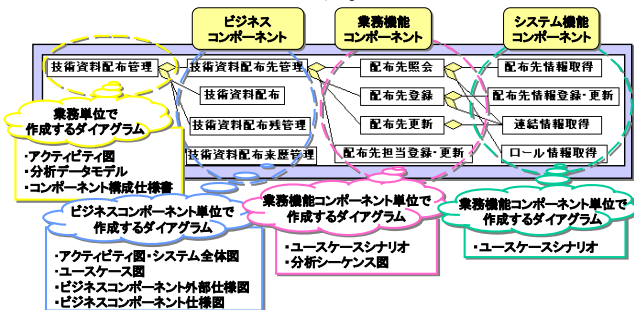 ビジネス
コンポーネント
業務機能
コンポーネント
システム機能
コンポーネント
技術資料配布管理
技術資料配布先管理
配布先照会
配布先情報取得
技術資料配布
配布先登録
配布先情報登録・更新
技術資料配布残管理
配布先更新
連結情報取得
技術資料配布来歴管理
配布先担当登録・更新
ロール情報取得
業務単位で
作成するダイアグラム
・アクティビティ図
・分析データモデル
・コンポーネント構成仕様書
ビジネスコンポーネント単位で
作成するダイアグラム
・アクティビティ図・システム全体図
・ユースケース図
・ビジネスコンポーネント外部仕様図
・ビジネスコンポーネント仕様図
業務機能コンポーネント単位で
作成するダイアグラム
・ユースケースシナリオ
・分析シーケンス図
業務機能コンポーネント単位で
作成するダイアグラム
・ユースケースシナリオ